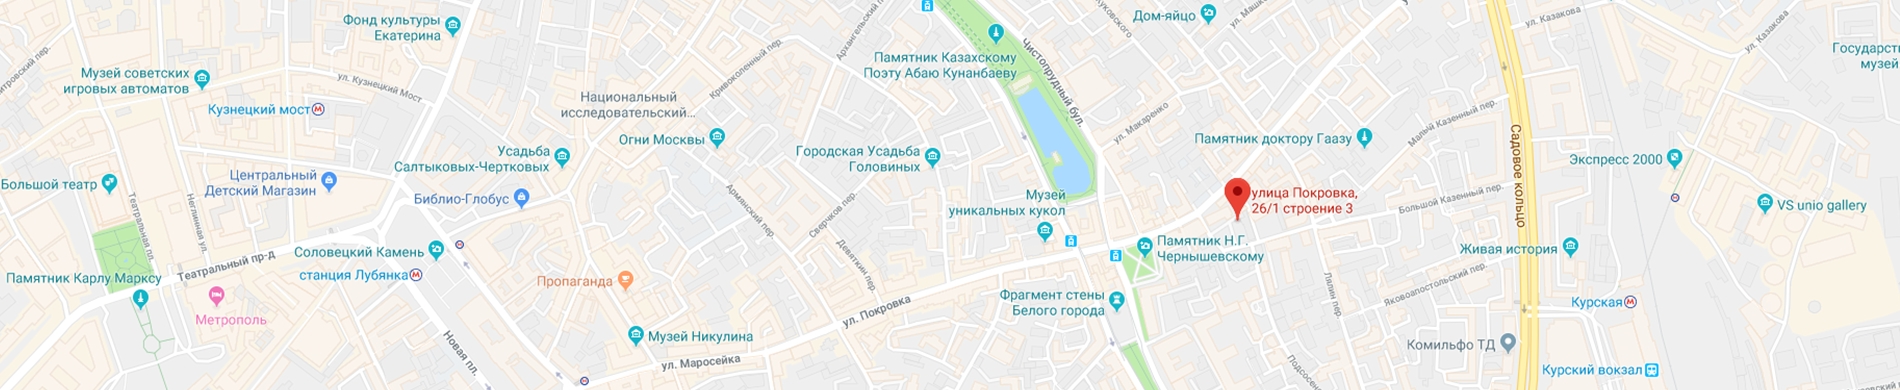 Фонд культуры
Екатерина
Музей советских
игровых автоматов
ул. Кузнецкий Мост
Кузнецкий мост
Национальный
исследовательский...
Кривоколенный пер.
Огни Москвы
Усадьба
Салтыковых-Чертковых
Большой театр
Центральный
Детский Магазин
Библио-Глобус
Театральная пл.
Неглинная ул.
Соловецкий Камень
станция Лубянка
Театральный пр-д
Памятник Карлу Марксу
Метрополь
Новая пл.
Пропаганда
Музей Никулина
ул. Маросейка
ул. Покровка
Армянский пер.
Сверчков пер.
Девяткин пер.
Городская Усадьба
Головиных
Памятник Казахскому
Поэту Абаю Кунанбаеву
Чистопрудный бул.
Дом-яйцо
ул. Макаренко
Музей
уникальных кукол
Памятник доктору Гаазу
улица Покровка,
26/1 строение 3
Памятник Н.Г.
Чернышевскому
Фрагмент стены
Белого города
Малый Казенный пер.
Большой Казенный пер.
Лялин пер.
Яковоапостольский пер.
Садовое кольцо
ул. Казакова
ул. Казакова
Экспресс 2000
VS unio gallery
Живая история
Курская
Комильфо ТД
Курский вокзал
музей